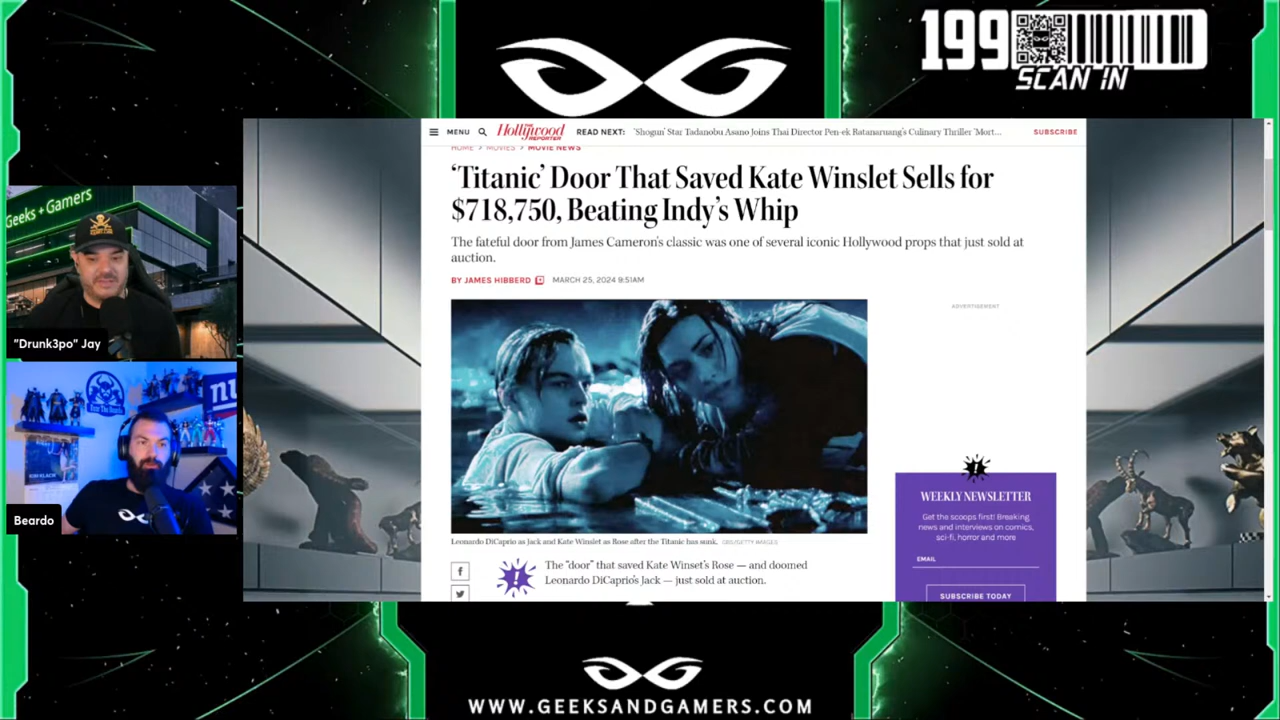 199
SCAN IN
MENU
The Hollywood REPORTER
READ NEXT:
'Shōgun' Star Tadanobu Asano Joins Thai Director Pen-ek Ratanaruang's Culinary Thriller 'Mort...
SUBSCRIBE
HOME > MOVIES > MOVIE NEWS
'Titanic' Door That Saved Kate Winslet Sells for
$718,750, Beating Indy's Whip
The fateful door from James Cameron's classic was one of several iconic Hollywood props that just sold at
auction.
BY JAMES HIBBERD
MARCH 25, 2024 9:51AM
ADVERTISEMENT
Leonardo DiCaprio as Jack and Kate Winslet as Rose after the Titanic has sunk. CBS/GETTY IMAGES
The "door" that saved Kate Winset's Rose — and doomed
Leonardo DiCaprio's Jack — just sold at auction.
WEEKLY NEWSLETTER
Get the scoops first! Breaking
news and interviews on comics,
sci-fi, horror and more
EMAIL
SUBSCRIBE TODAY
Geeks + Gamers
"Drunk3po" Jay
Beardo
WWW.GEEKSANDGAMERS.COM